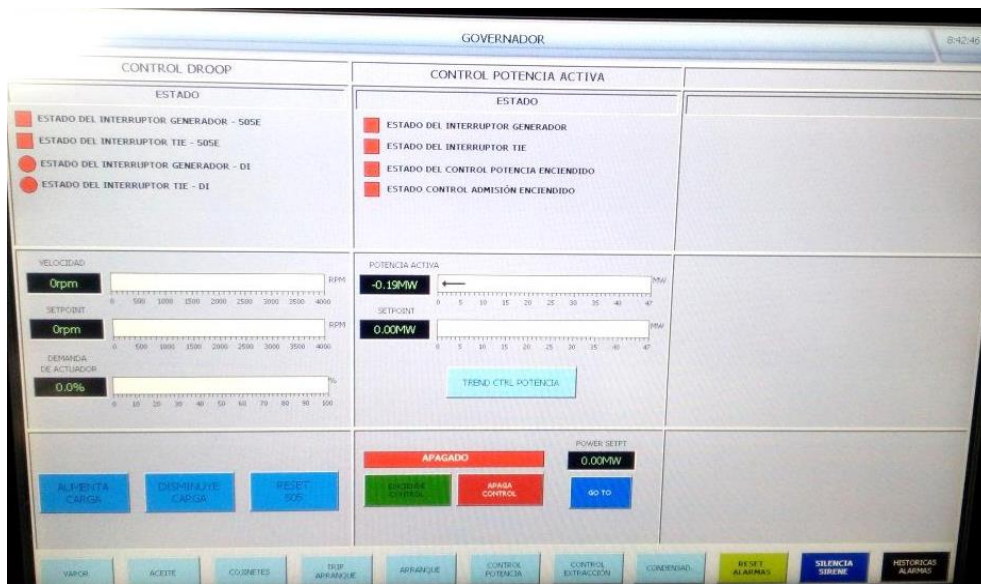 GOVERNADOR
8:42:46
CONTROL DROOP
CONTROL POTENCIA ACTIVA
ESTADO
ESTADO
ESTADO DEL INTERRUPTOR GENERADOR - 505E
ESTADO DEL INTERRUPTOR TIE - 505E
ESTADO DEL INTERRUPTOR GENERADOR - DI
ESTADO DEL INTERRUPTOR TIE - DI
ESTADO DEL INTERRUPTOR GENERADOR
ESTADO DEL INTERRUPTOR TIE
ESTADO DEL CONTROL POTENCIA ENCENDIDO
ESTADO CONTROL ADMISIÓN ENCENDIDO
VELOCIDAD
0rpm
RPM
0 500 1000 1500 2000 2500 3000 3500 4000
SETPOINT
0rpm
RPM
0 500 1000 1500 2000 2500 3000 3500 4000
DEMANDA
DE ACTUADOR
0.0%
%
0 10 20 30 40 50 60 70 80 90 100
POTENCIA ACTIVA
-0.19MW
MW
0 5 10 15 20 25 30 35 40 47
SETPOINT
0.00MW
MW
0 5 10 15 20 25 30 35 40 47
TREND CTRL POTENCIA
AUMENTA
CARGA
DISMINUYE
CARGA
RESET
505
APAGADO
CONTROL
APAGA
CONTROL
POWER SETPT
0.00MW
GO TO
VAPOR
ACEITE
COJINETES
TRIP
ARRANQUE
ARRANQUE
CONTROL
POTENCIA
CONTROL
EXTRACCIÓN
CONDENSAD.
RESET
ALARMAS
SILENCIA
SIRENE
HISTORICAS
ALARMAS